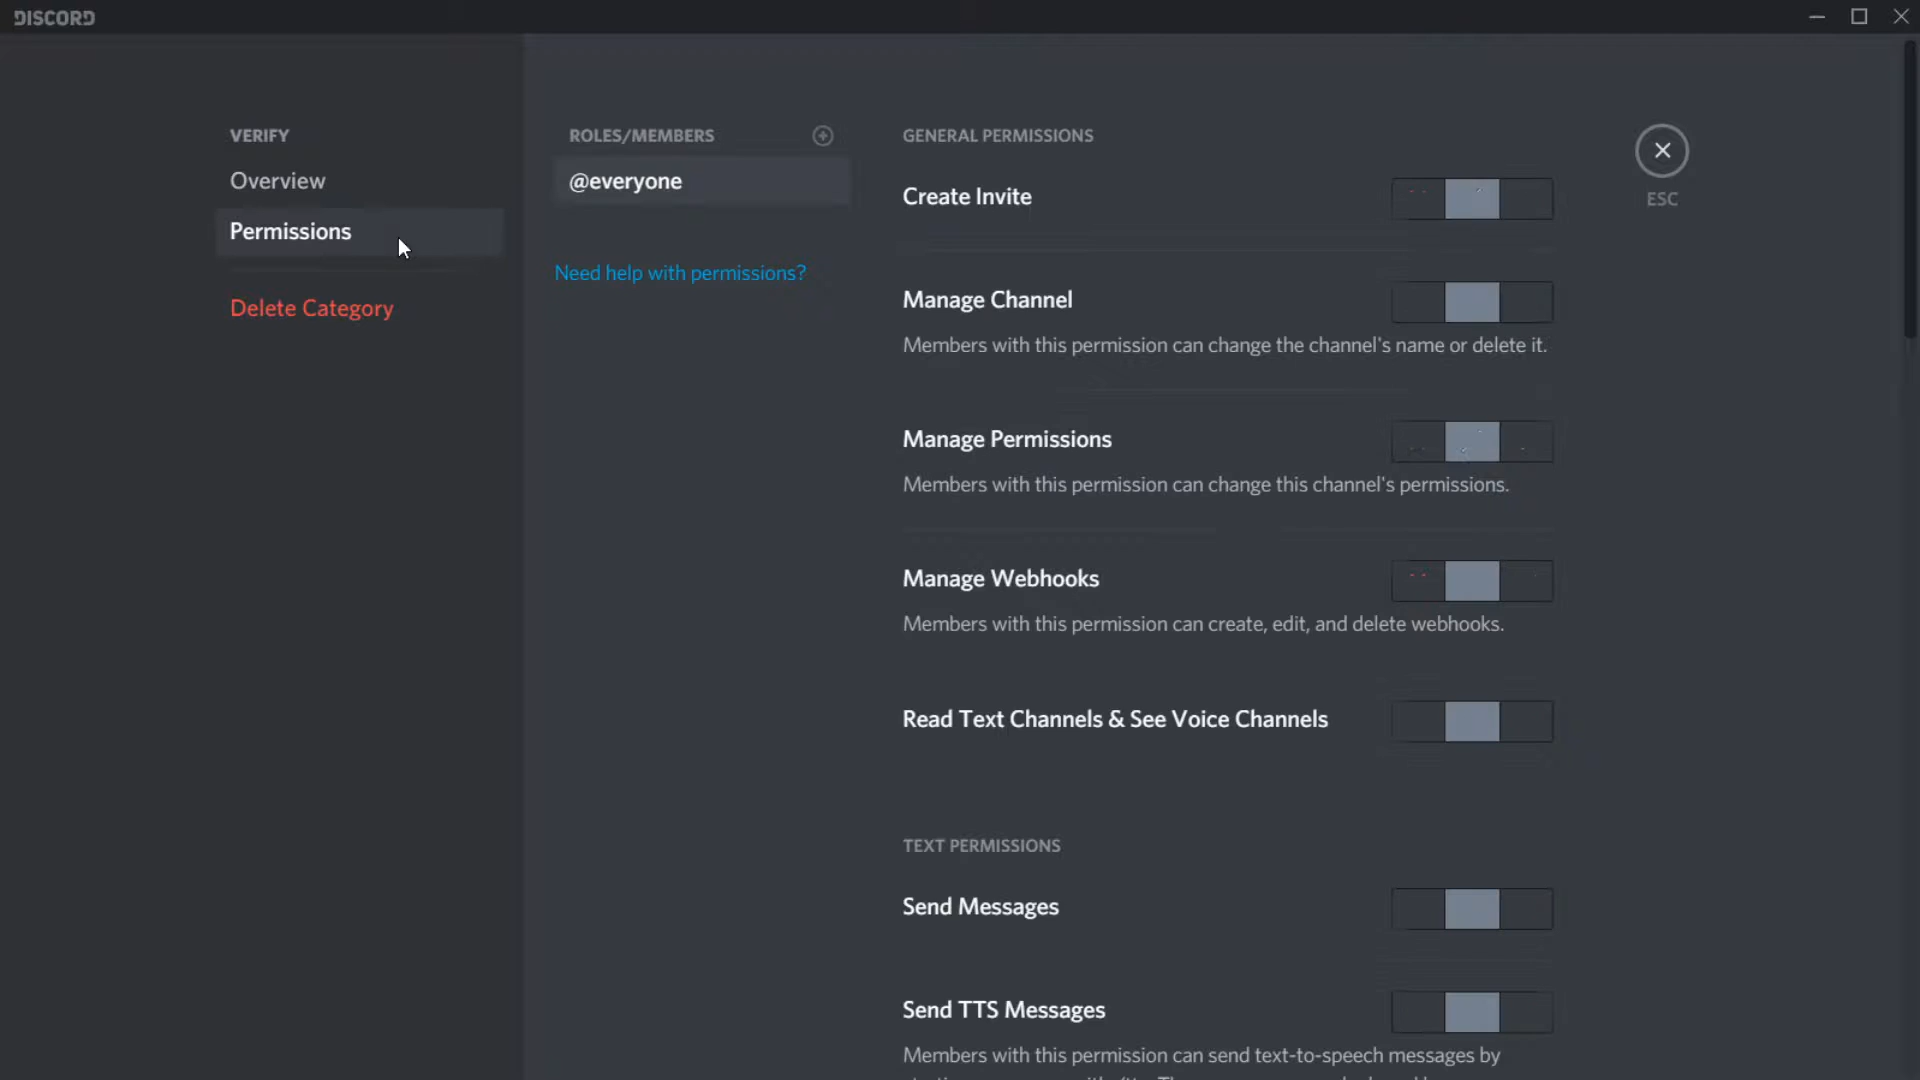 DISCORD
VERIFY
Overview
Permissions
Delete Category
ROLES/MEMBERS
@everyone
Need help with permissions?
GENERAL PERMISSIONS
Create Invite
Manage Channel
Members with this permission can change the channel's name or delete it.
Manage Permissions
Members with this permission can change this channel's permissions.
Manage Webhooks
Members with this permission can create, edit, and delete webhooks.
Read Text Channels & See Voice Channels
TEXT PERMISSIONS
Send Messages
Send TTS Messages
Members with this permission can send text-to-speech messages by
ESC